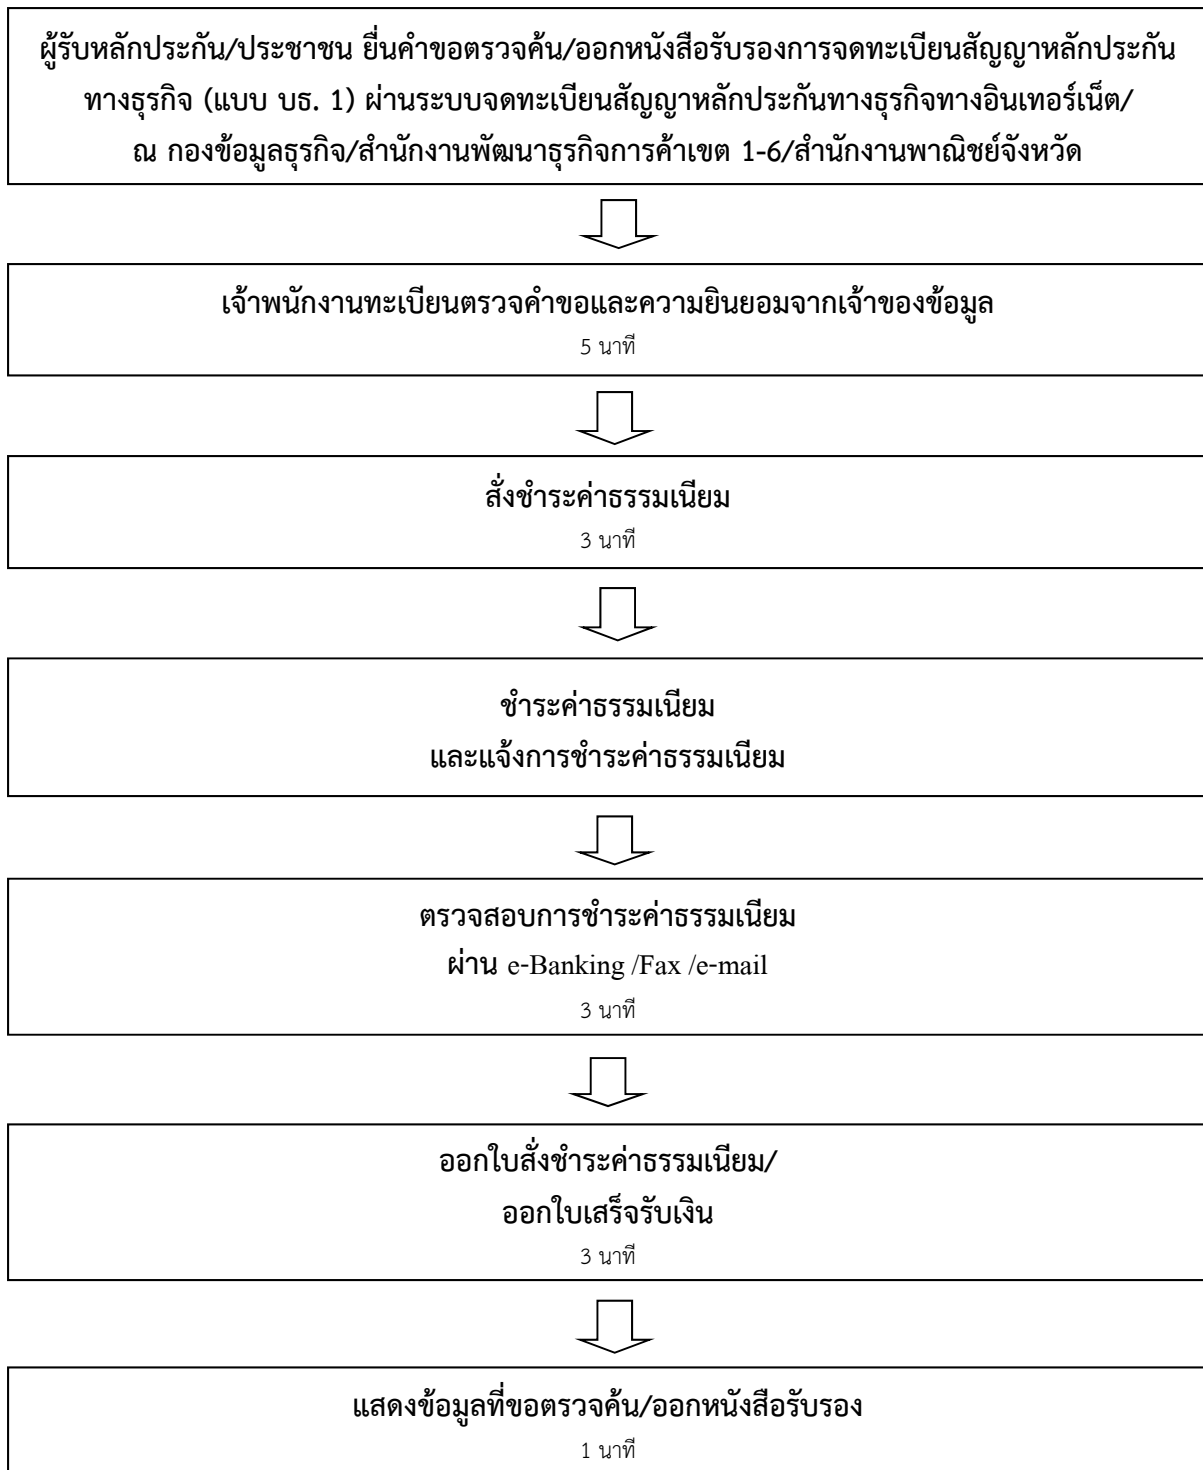 ผู้รับหลักประกัน/ประชาชน ยื่นคำขอตรวจค้น/ออกหนังสือรับรองการจดทะเบียนสัญญาหลักประกัน
ทางธุรกิจ (แบบ บธ. 1) ผ่านระบบจดทะเบียนสัญญาหลักประกันทางธุรกิจทางอินเทอร์เน็ต/
ณ กองข้อมูลธุรกิจ/สำนักงานพัฒนาธุรกิจการค้าเขต 1-6/สำนักงานพาณิชย์จังหวัด
เจ้าพนักงานทะเบียนตรวจคำขอและความยินยอมจากเจ้าของข้อมูล
5 นาที
สั่งชำระค่าธรรมเนียม
3 นาที
ชำระค่าธรรมเนียม
และแจ้งการชำระค่าธรรมเนียม
ตรวจสอบการชำระค่าธรรมเนียม
ผ่าน e-Banking /Fax /e-mail
3 นาที
ออกใบสั่งชำระค่าธรรมเนียม/
ออกใบเสร็จรับเงิน
3 นาที
แสดงข้อมูลที่ขอตรวจค้น/ออกหนังสือรับรอง
1 นาที